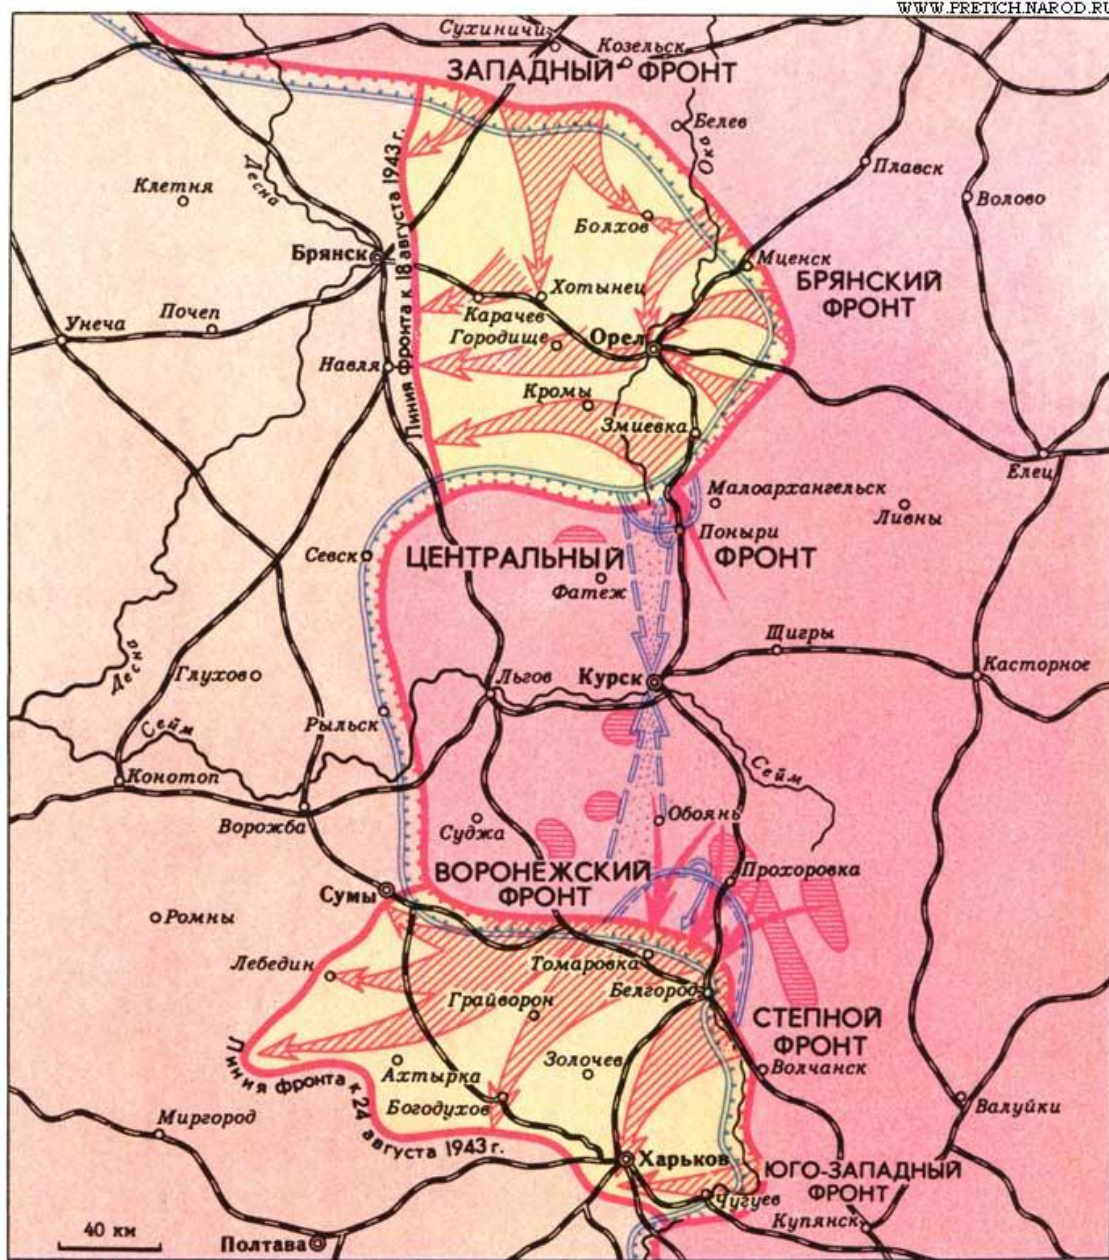 WWW.PRETICH.NAROD.RU
Сухиничи
Козельск
ЗАПАДНЫЙ ФРОНТ
Белев
Ока
Плавск
Волово
Клетня
Десна
Линия фронта к 18 августа 1943 г.
Болхов
Брянск
Мценск
БРЯНСКИЙ
ФРОНТ
Хотынец
Карачев
Почеп
Унеча
Городище
Орел
Навля
Кромы
Змиевка
Елец
Малоархангельск
Ливны
Поныри
Севск
ЦЕНТРАЛЬНЫЙ ФРОНТ
Фатеж
Щигры
Десна
Глухово
Льгов
Курск
Касторное
Рыльск
Сейм
Сейм
Конотоп
Ворожба
Суджа
Обоянь
ВОРОНЕЖСКИЙ
ФРОНТ
Прохоровка
Сумы
Ромны
Лебедин
Томаровка
Грайворон
Белгород
СТЕПНОЙ
ФРОНТ
Золочев
Волчанск
Ахтырка
Линия фронта к 24 августа 1943 г.
Богодухов
Валуйки
Миргород
Харьков
ЮГО-ЗАПАДНЫЙ
ФРОНТ
Чугуев
Купянск
40 км
Полтава